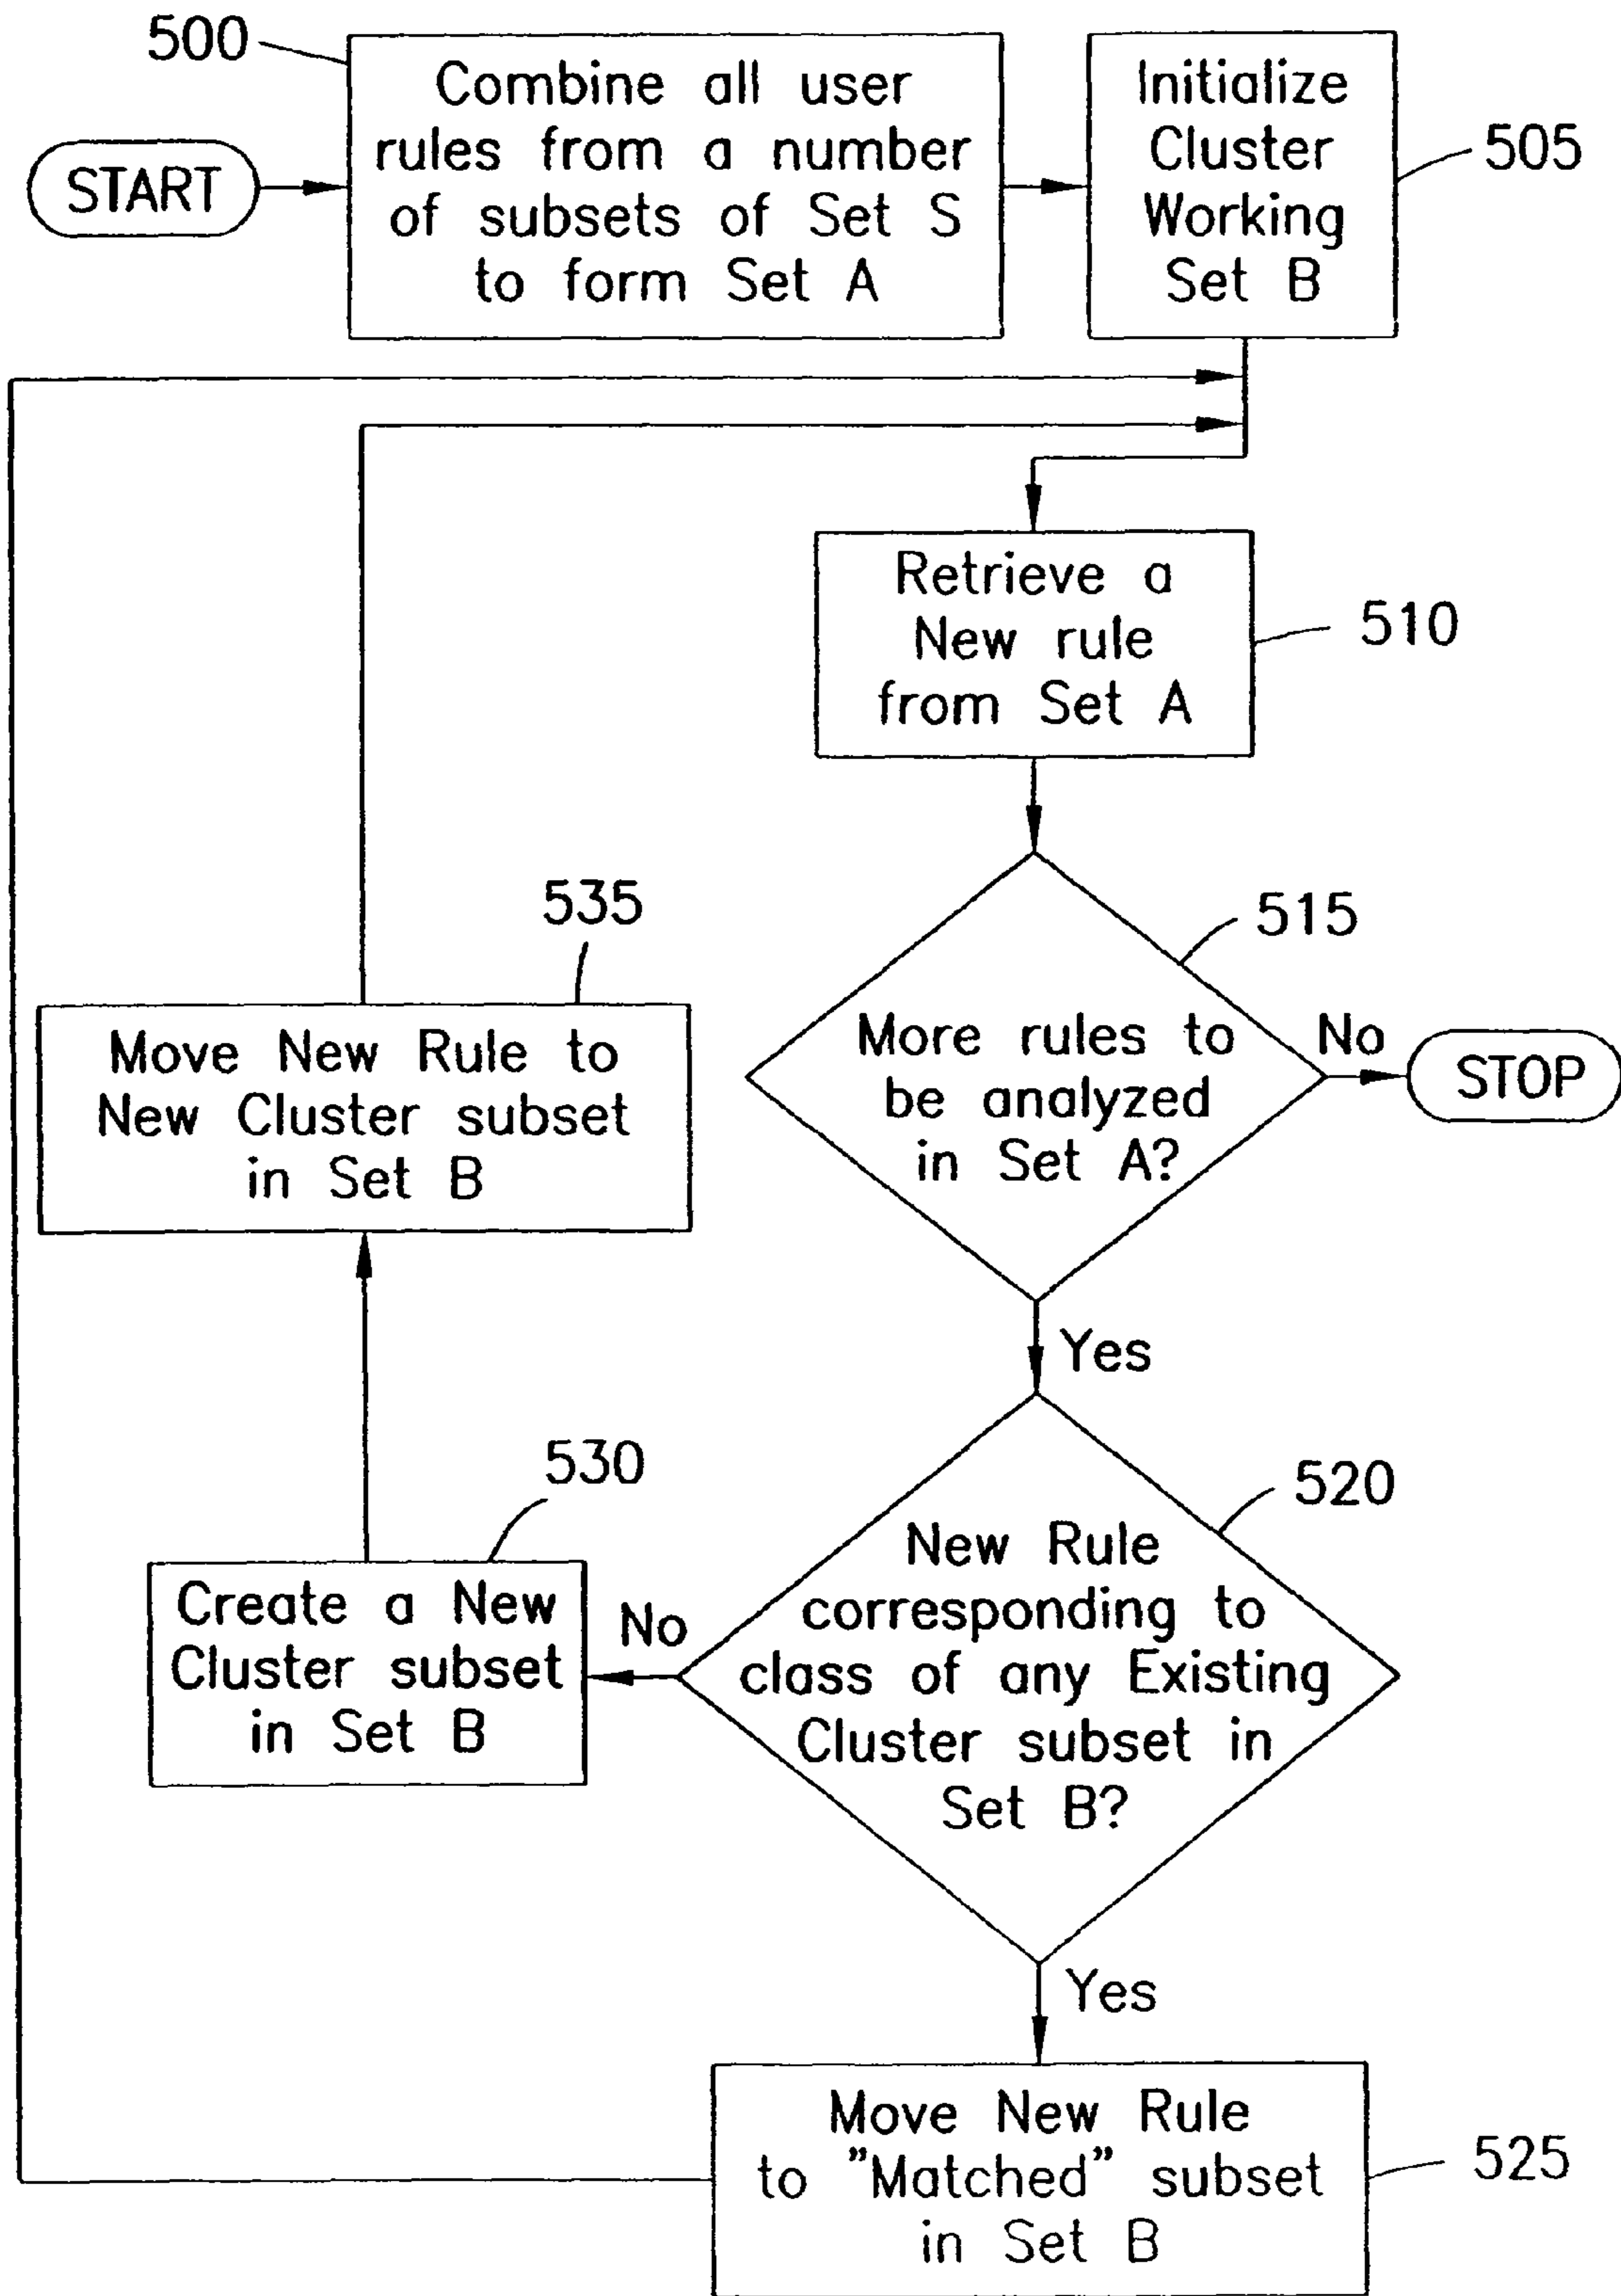 500
START
Combine all user
rules from a number
of subsets of Set S
to form Set A
Initialize
Cluster
Working
Set B
505
Retrieve a
New rule
from Set A
510
515
More rules to
be analyzed
in Set A?
No
STOP
Yes
520
New Rule
corresponding to
class of any Existing
Cluster subset in
Set B?
No
530
Create a New
Cluster subset
in Set B
535
Move New Rule to
New Cluster subset
in Set B
Yes
Move New Rule
to "Matched" subset
in Set B
525